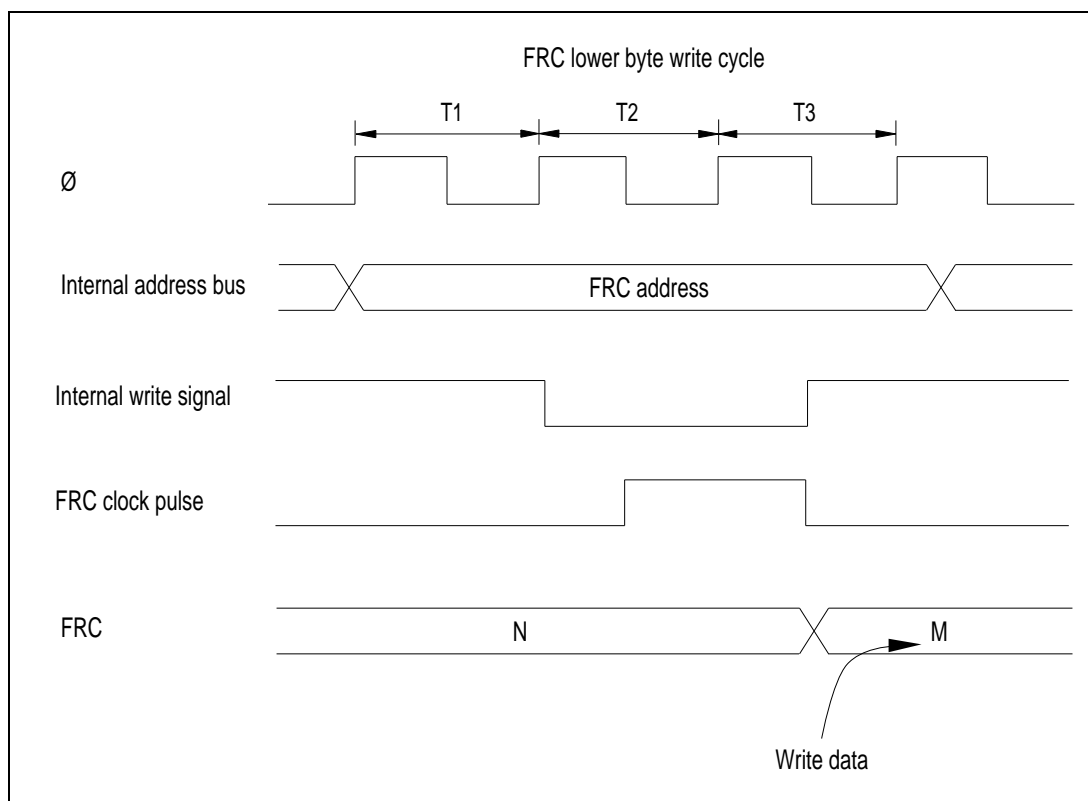 FRC lower byte write cycle
T1 T2 T3
Ø
Internal address bus
FRC address
Internal write signal
FRC clock pulse
FRC
N
M
Write data